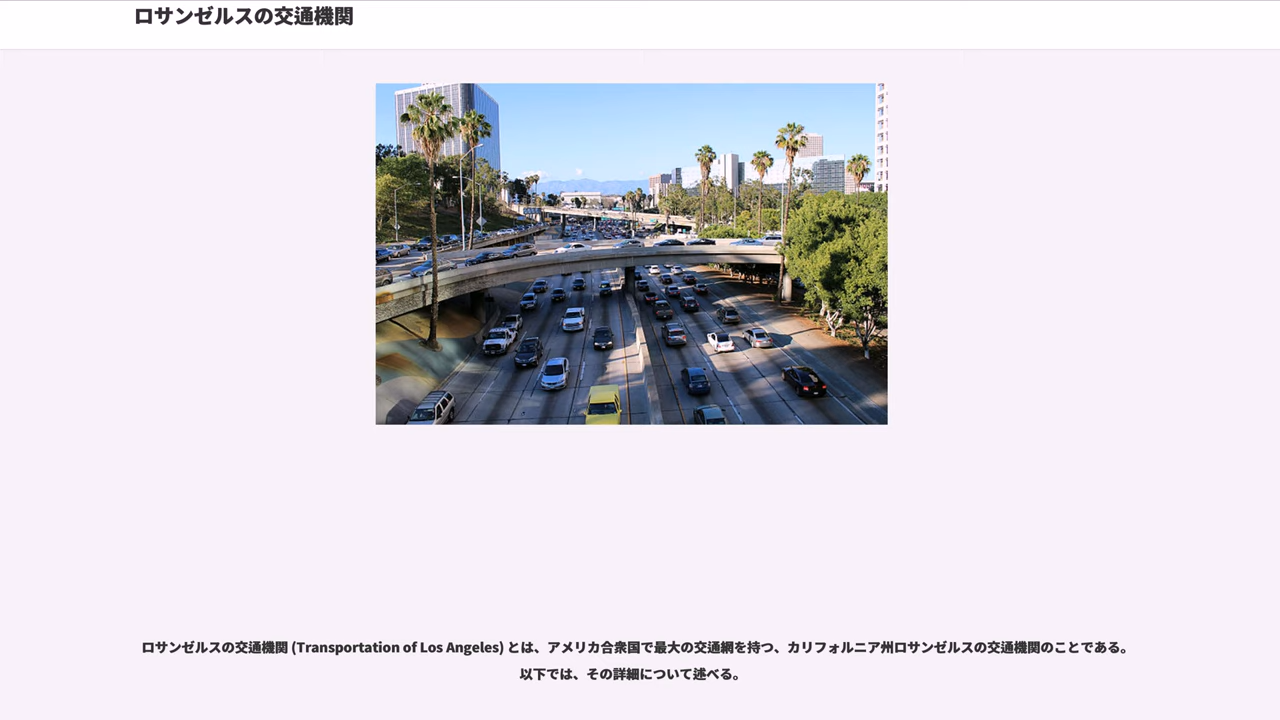 ロサンゼルスの交通機関
ロサンゼルスの交通機関 (Transportation of Los Angeles) とは、アメリカ合衆国で最大の交通網を持つ、カリフォルニア州ロサンゼルスの交通機関のことである。
以下では、その詳細について述べる。